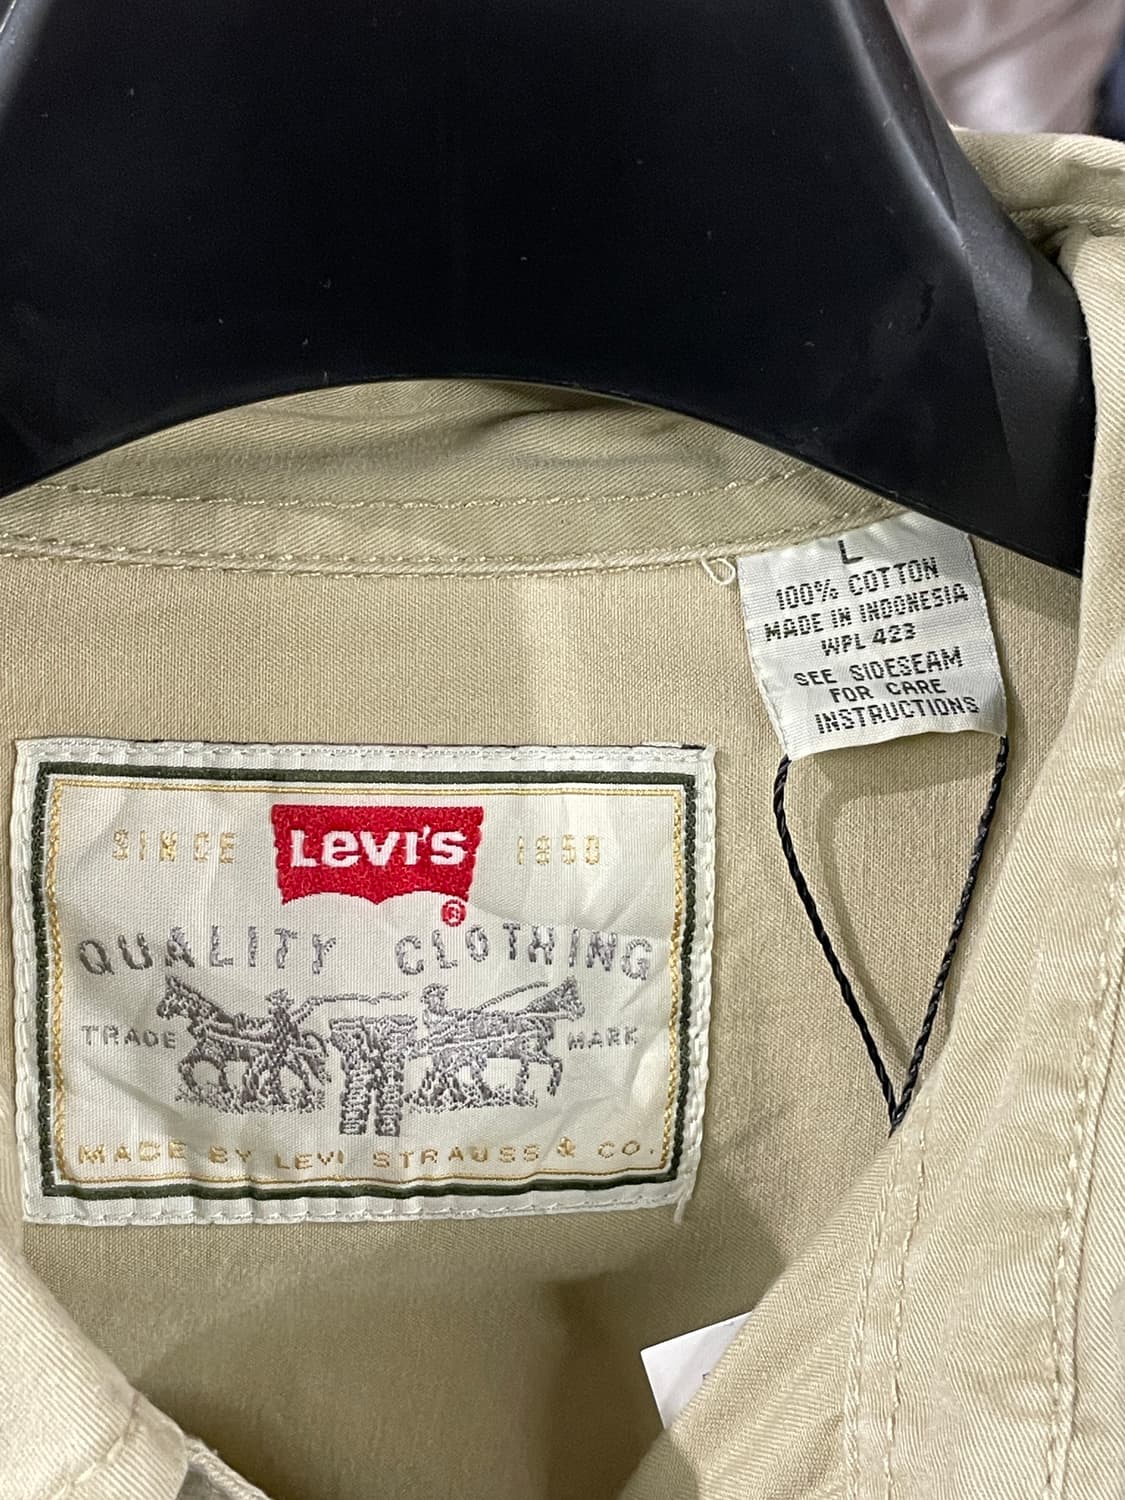 L
100% COTTON
MADE IN INDONESIA
WPL 423
SEE SIDESEAM
FOR CARE
INSTRUCTIONS
SINCE LEVI'S 1850
®
QUALITY CLOTHING
TRADE MARK
MADE BY LEVI STRAUSS & CO.